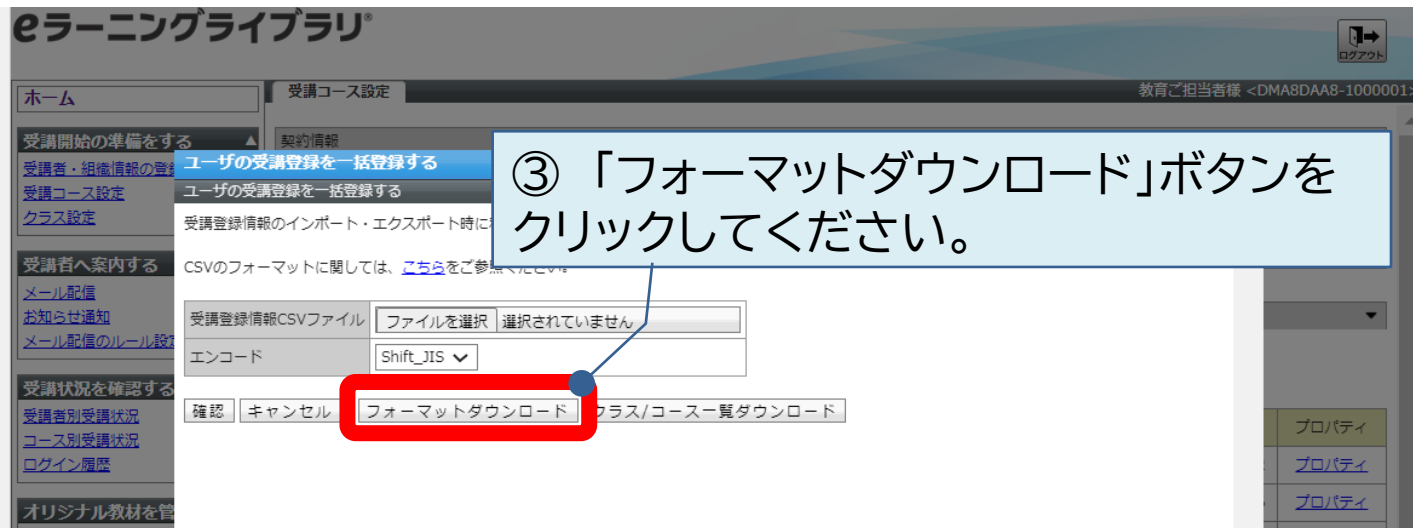 eラーニングライブラリ®
ログアウト
ホーム
受講コース設定
教育ご担当者様 <DMA8DAA8-1000001>
受講開始の準備をする ▲
受講者・組織情報の登
受講コース設定
クラス設定
契約情報
受講者へ案内する
メール配信
お知らせ通知
メール配信のルール設
受講状況を確認する
受講者別受講状況
コース別受講状況
ログイン履歴
オリジナル教材を管
ユーザの受講登録を一括登録する
ユーザの受講登録を一括登録する
受講登録情報のインポート・エクスポート時に
CSVのフォーマットに関しては、こちらをご参照ください。
③ 「フォーマットダウンロード」ボタンを
クリックしてください。
受講登録情報CSVファイル ファイルを選択 選択されていません
エンコード Shift_JIS
確認 キャンセル フォーマットダウンロード クラス/コース一覧ダウンロード
プロパティ
プロパティ
プロパティ